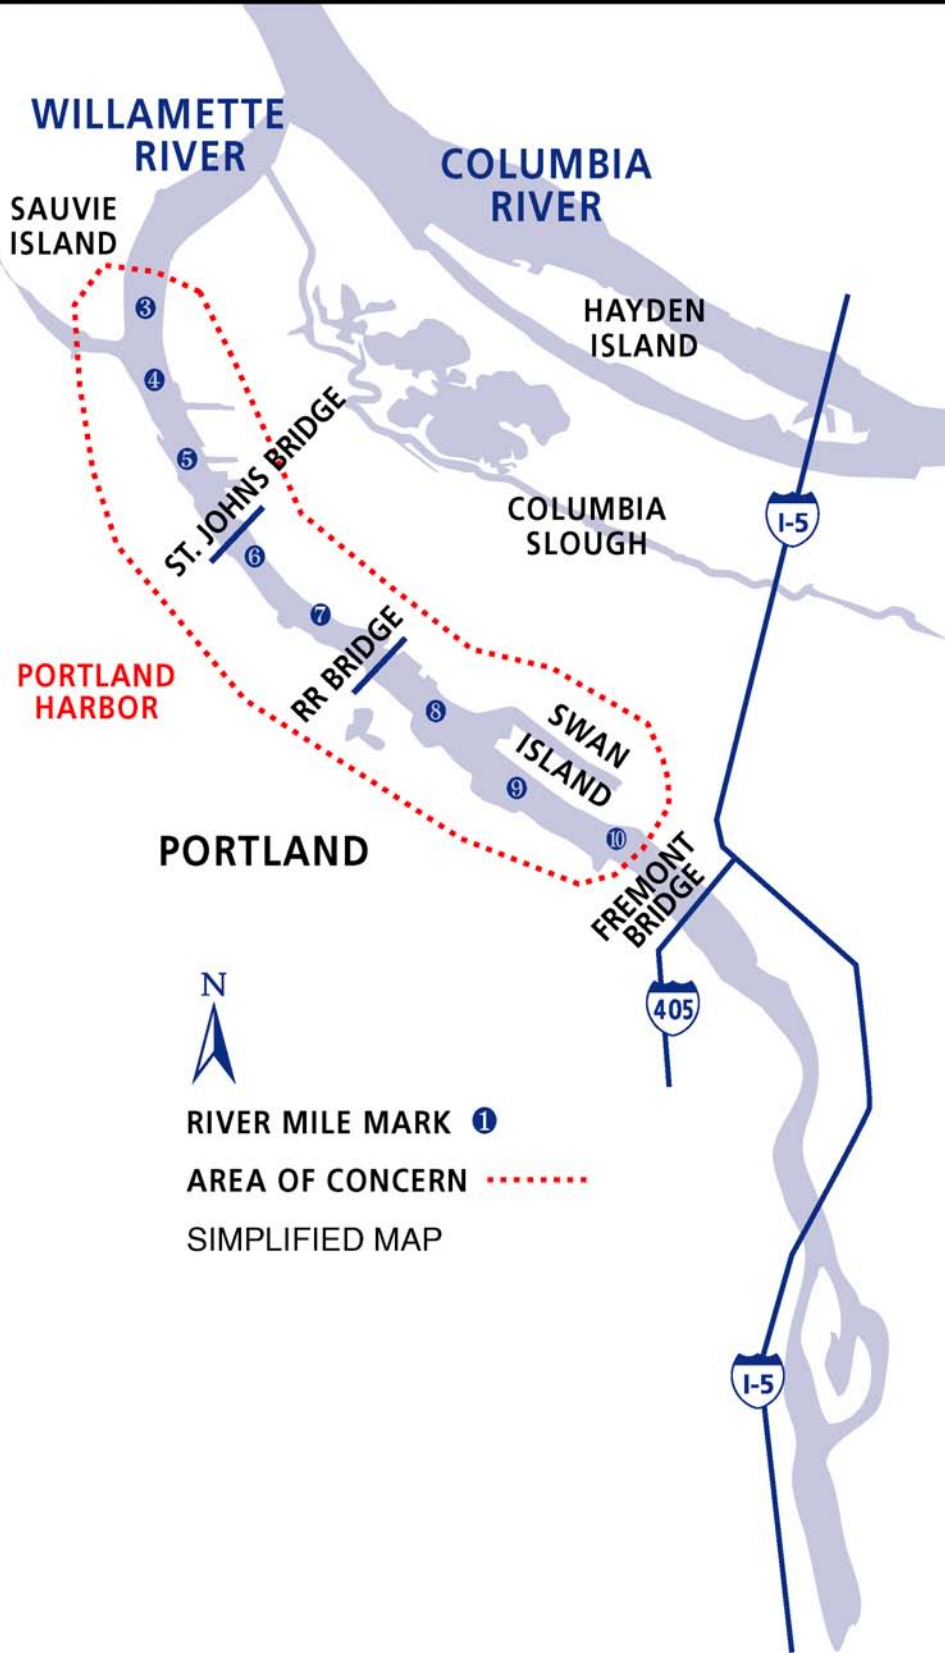 WILLAMETTE
RIVER
COLUMBIA
RIVER
SAUVIE
ISLAND
HAYDEN
ISLAND
3
4
5
ST. JOHNS BRIDGE
COLUMBIA
SLOUGH
I-5
6
7
RR BRIDGE
PORTLAND
HARBOR
8
SWAN
ISLAND
9
10
PORTLAND
FREMONT
BRIDGE
N
405
RIVER MILE MARK 1
AREA OF CONCERN
SIMPLIFIED MAP
I-5